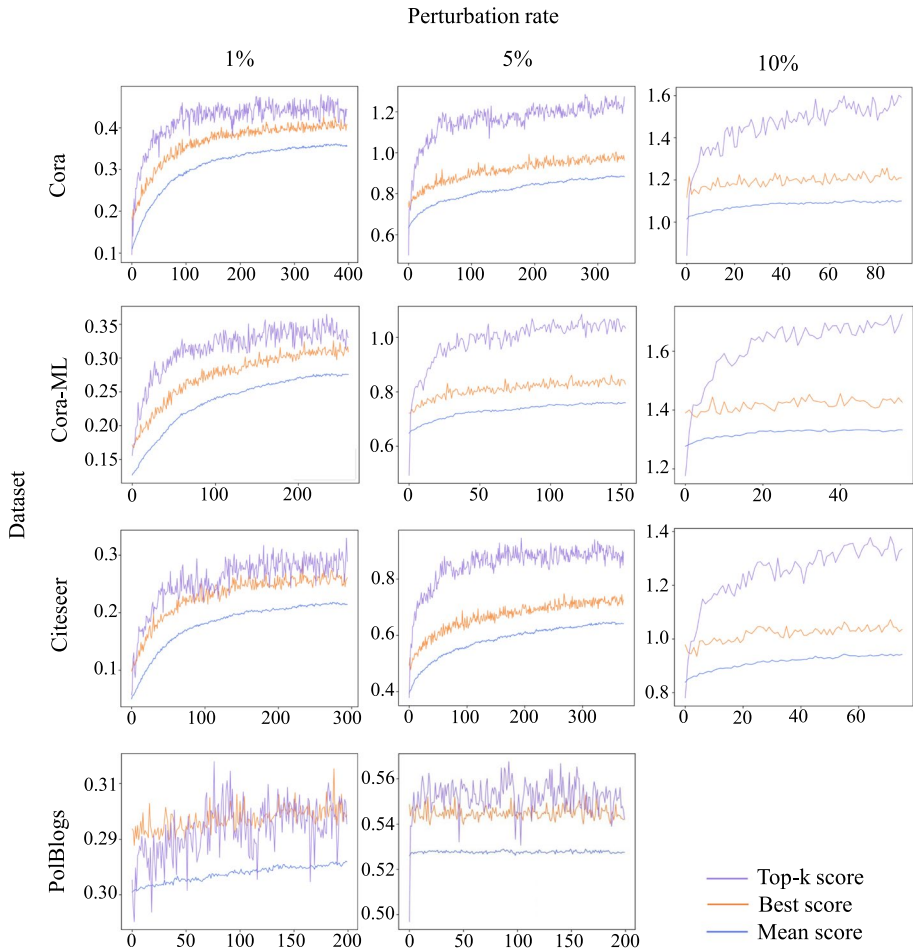 Perturbation rate
1% 5% 10%
Dataset
Cora
0.4
0.3
0.2
0.1
0 100 200 300 400
1.2
1.0
0.8
0.6
0 100 200 300
1.6
1.4
1.2
1.0
0 20 40 60 80
Cora-ML
0.35
0.30
0.25
0.20
0.15
0 100 200
1.0
0.8
0.6
0 50 100 150
1.6
1.4
1.2
0 20 40
Citeseer
0.3
0.2
0.1
0 100 200 300
0.8
0.6
0.4
0 100 200 300
1.4
1.2
1.0
0.8
0 20 40 60
PolBlogs
0.31
0.29
0.30
0 50 100 150 200
0.56
0.54
0.52
0.50
0 50 100 150 200
Top-k score
Best score
Mean score